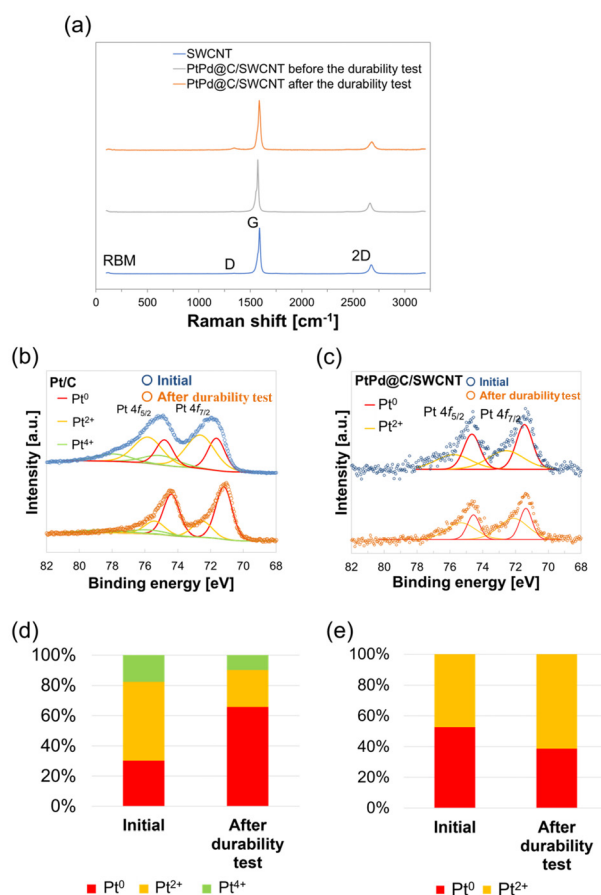 (a)
SWCNT
PtPd@C/SWCNT before the durability test
PtPd@C/SWCNT after the durability test
RBM
D
G
2D
0 500 1000 1500 2000 2500 3000
Raman shift [cm⁻¹]
(b)
Pt/C
Initial
After durability test
Pt⁰
Pt²⁺
Pt⁴⁺
Pt 4f₅/₂
Pt 4f₇/₂
Intensity [a.u.]
82 80 78 76 74 72 70 68
Binding energy [eV]
(c)
PtPd@C/SWCNT
Initial
After durability test
Pt⁰
Pt²⁺
Pt 4f₅/₂
Pt 4f₇/₂
Intensity [a.u.]
82 80 78 76 74 72 70 68
Binding energy [eV]
(d)
100%
80%
60%
40%
20%
0%
Initial
After
durability
test
Pt⁰ Pt²⁺ Pt⁴⁺
(e)
100%
80%
60%
40%
20%
0%
Initial
After
durability
test
Pt⁰ Pt²⁺